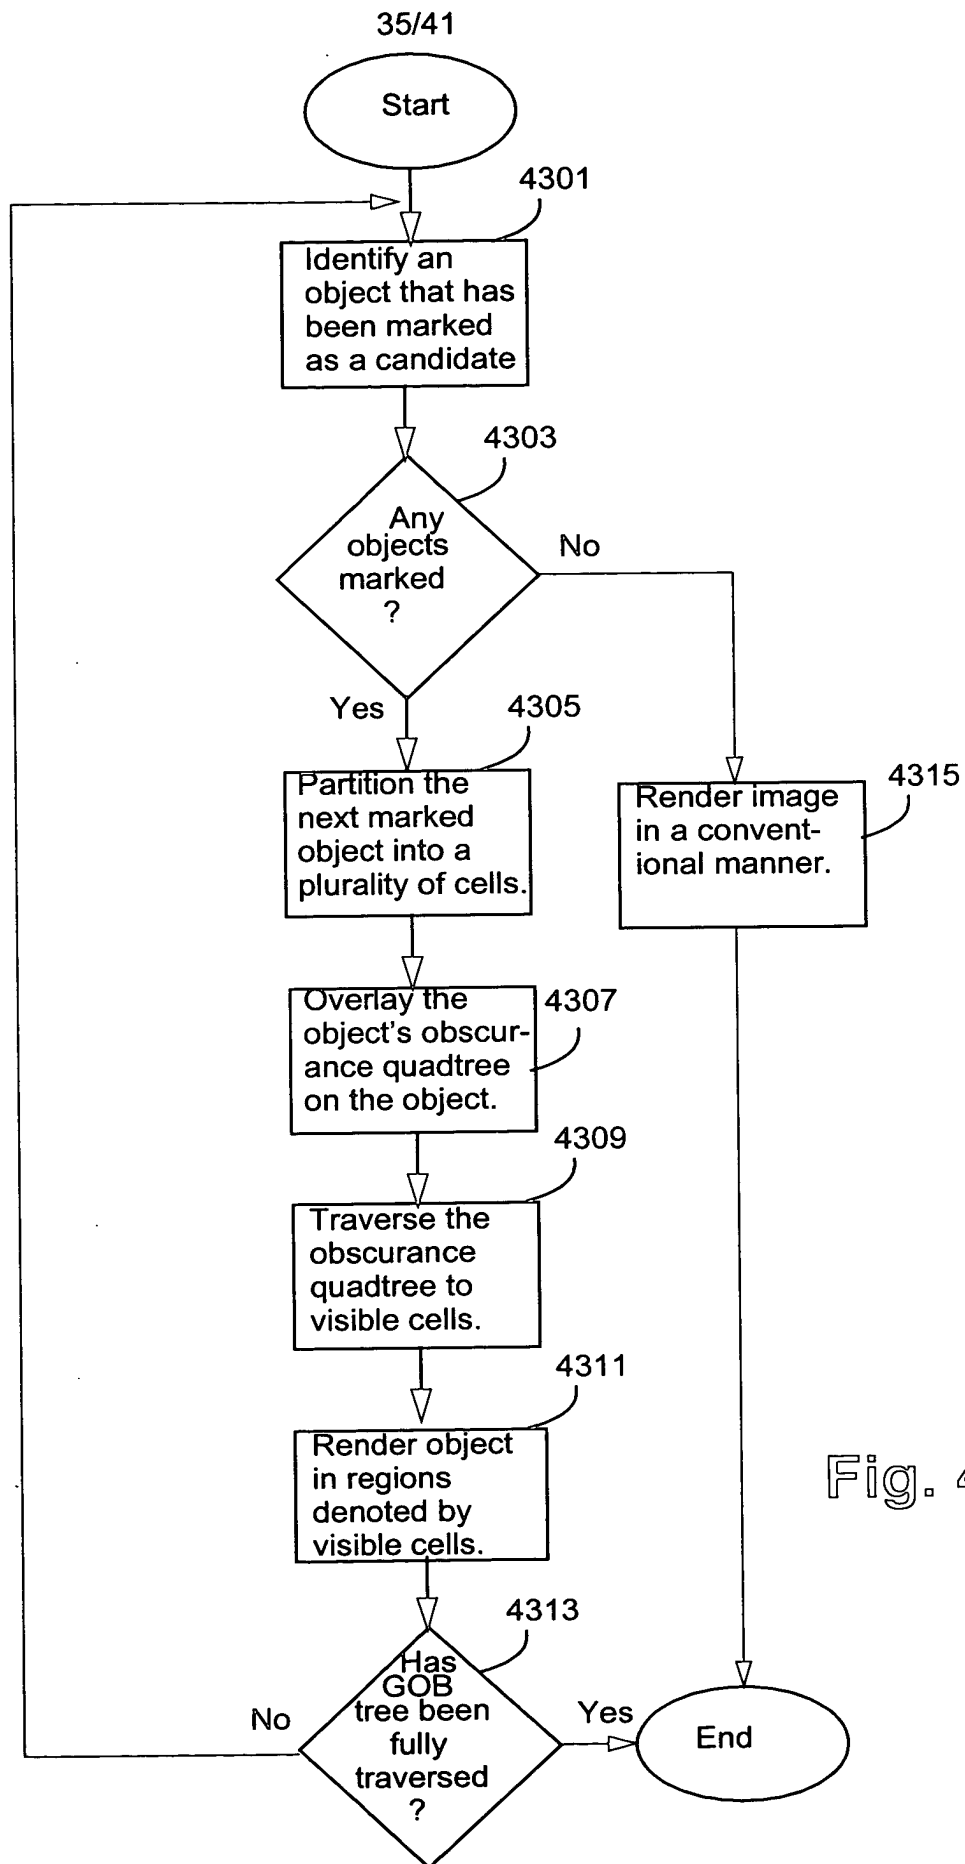 35/41
Start
4301
Identify an
object that has
been marked
as a candidate
4303
Any
objects
marked
?
No
Yes
4305
Partition the
next marked
object into a
plurality of cells.
4315
Render image
in a convent-
ional manner.
4307
Overlay the
object's obscur-
ance quadtree
on the object.
4309
Traverse the
obscurance
quadtree to
visible cells.
4311
Render object
in regions
denoted by
visible cells.
Fig.
4313
Has
GOB
tree been
fully
traversed
?
No
Yes
End